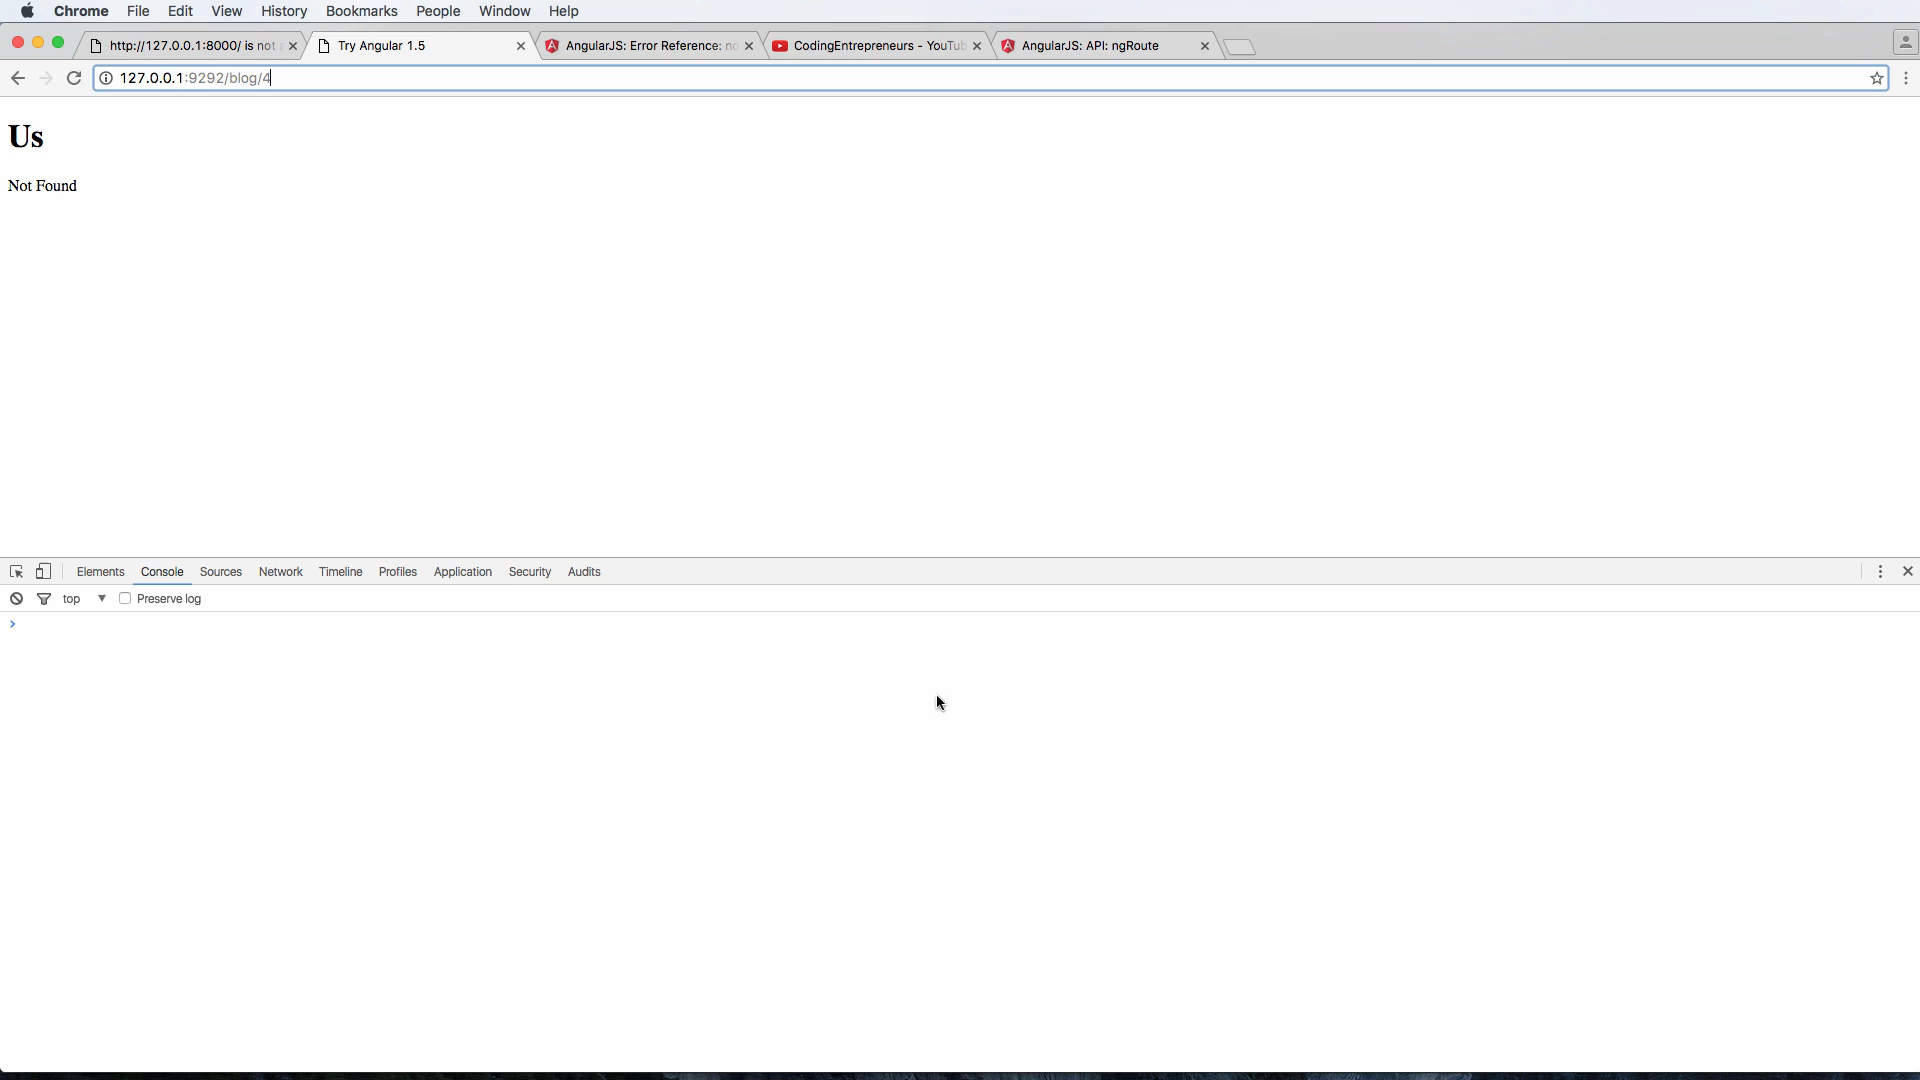 Chrome File Edit View History Bookmarks People Window Help
http://127.0.0.1:8000/ is not
Try Angular 1.5
AngularJS: Error Reference: no
CodingEntrepreneurs - YouTub
AngularJS: API: ngRoute
127.0.0.1:9292/blog/4
Us
Not Found
Elements Console Sources Network Timeline Profiles Application Security Audits
top Preserve log